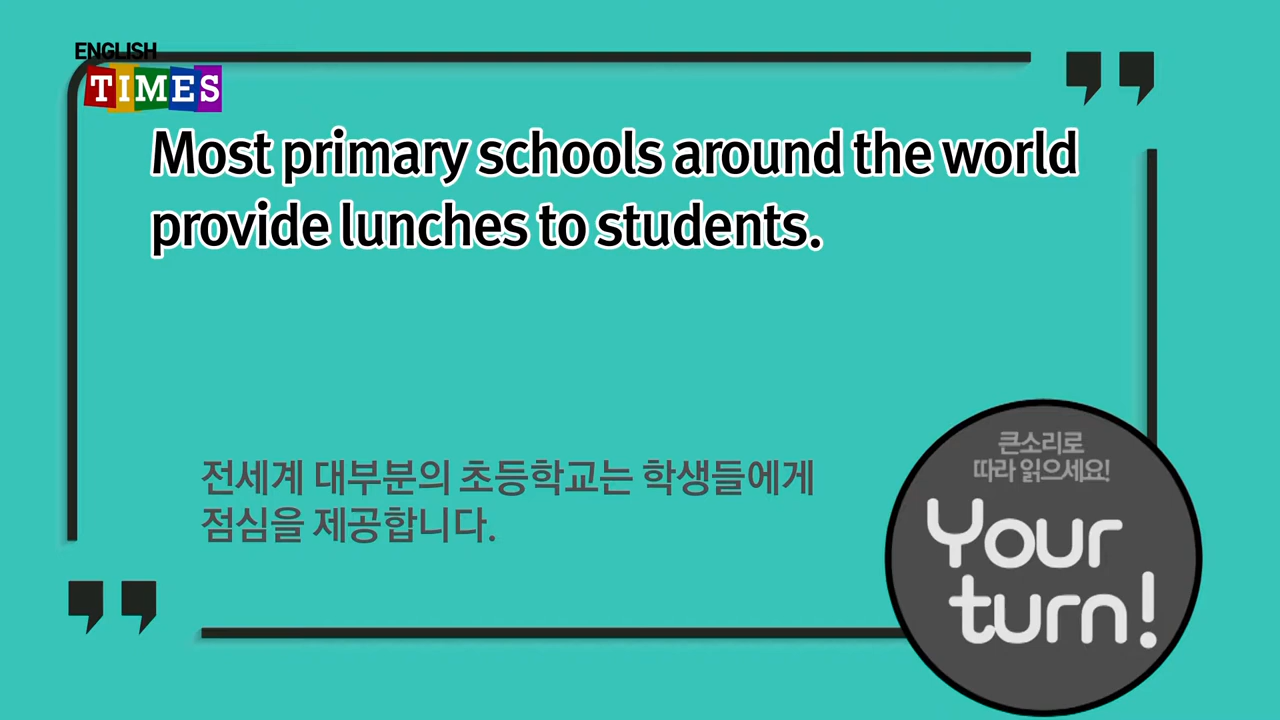 ENGLISH
TIMES
Most primary schools around the world
provide lunches to students.
전세계 대부분의 초등학교는 학생들에게
점심을 제공합니다.
큰소리로
따라 읽으세요!
Your
turn!